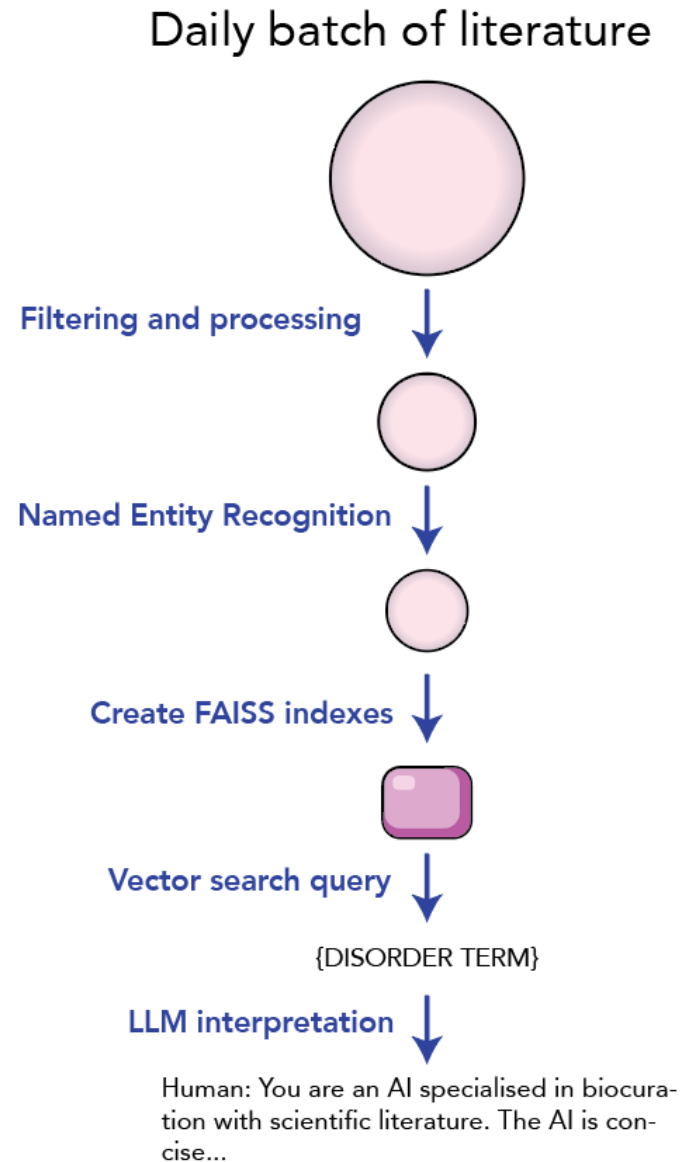 Daily batch of literature
Filtering and processing
Named Entity Recognition
Create FAISS indexes
Vector search query
{DISORDER TERM}
LLM interpretation
Human: You are an AI specialised in biocura-
tion with scientific literature. The AI is con-
cise...